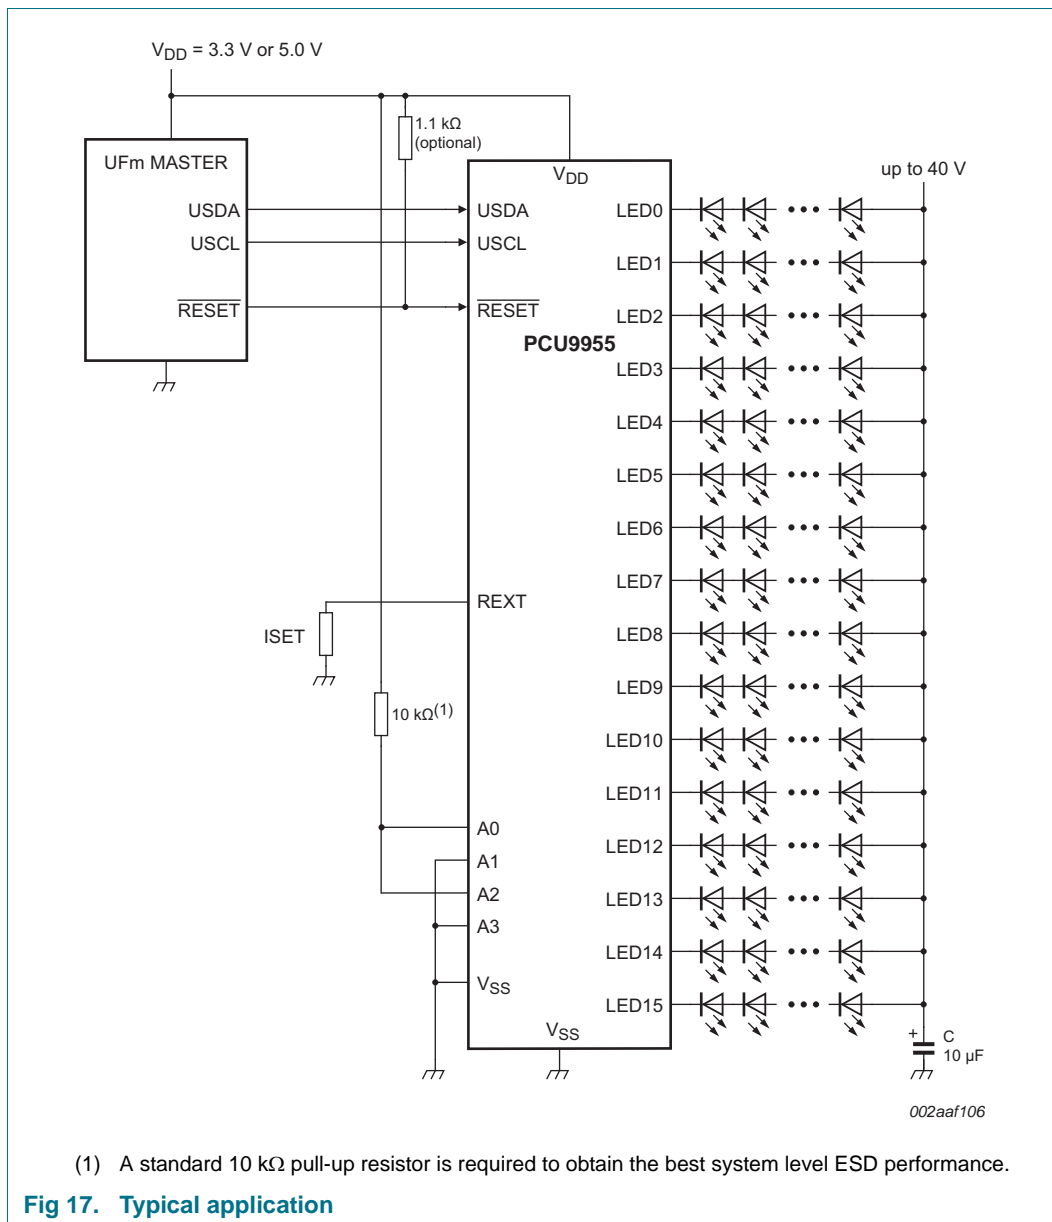 VDD = 3.3 V or 5.0 V
1.1 kΩ
(optional)
UFm MASTER
USDA
USCL
RESET
VDD
USDA
USCL
RESET
PCU9955
REXT
ISET
10 kΩ(1)
A0
A1
A2
A3
VSS
VSS
LED0
LED1
LED2
LED3
LED4
LED5
LED6
LED7
LED8
LED9
LED10
LED11
LED12
LED13
LED14
LED15
up to 40 V
+
C
10 µF
002aaf106
(1) A standard 10 kΩ pull-up resistor is required to obtain the best system level ESD performance.
Fig 17. Typical application